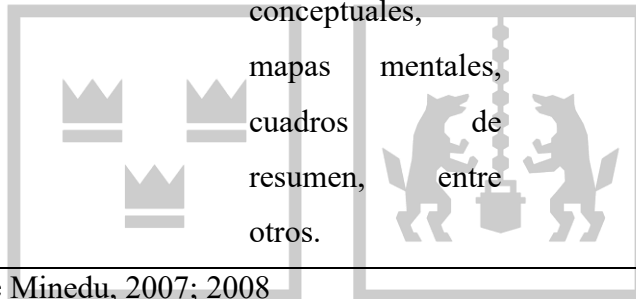 conceptuales,
mapas mentales,
cuadros de
resumen, entre
otros.
Minedu, 2007; 2008